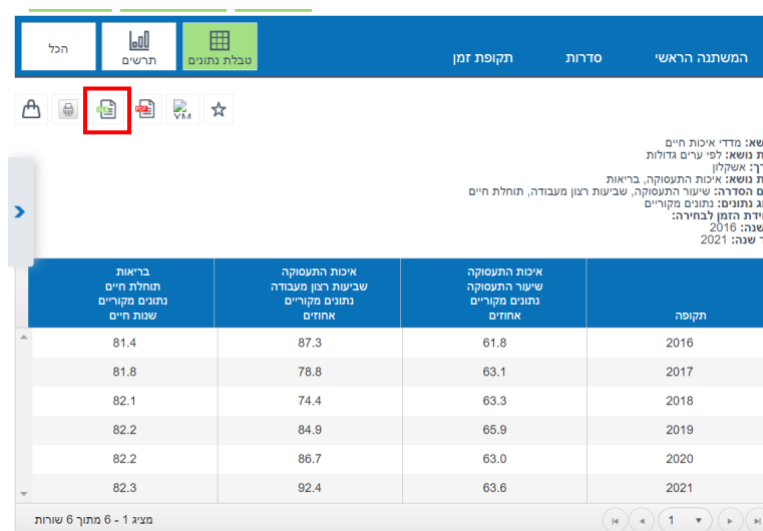 המשתנה הראשי
סדרות
תקופת זמן
טבלת נתונים
תרשים
הכל
מדדי איכות חיים
נושא: לפי ערים גדולות
אשקלון
נושא: איכות התעסוקה, בריאות
הסדרה: שיעור התעסוקה, שביעות רצון מעבודה, תוחלת חיים
נתונים: נתונים מקוריים
הזמן לבחירה:
2016
שנה: 2021
תקופה
איכות התעסוקה
שיעור התעסוקה
נתונים מקוריים
אחוזים
איכות התעסוקה
שביעות רצון מעבודה
נתונים מקוריים
אחוזים
בריאות
תוחלת חיים
נתונים מקוריים
שנות חיים
2016 61.8 87.3 81.4
2017 63.1 78.8 81.8
2018 63.3 74.4 82.1
2019 65.9 84.9 82.2
2020 63.0 86.7 82.2
2021 63.6 92.4 82.3
1
מציג 1 - 6 מתוך 6 שורות